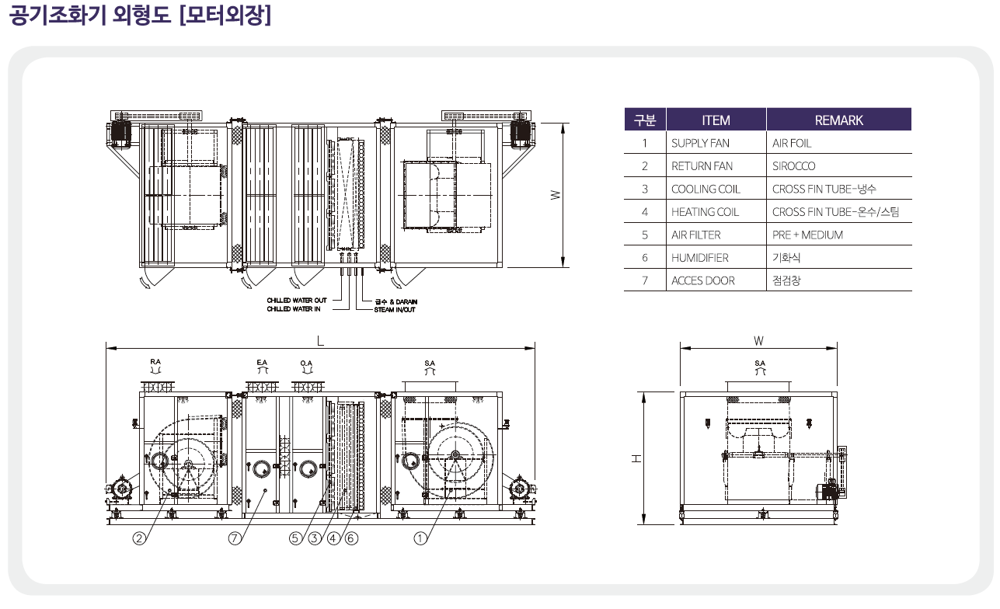 공기조화기 외형도 [모터외장]
구분 ITEM REMARK
1 SUPPLY FAN AIR FOIL
2 RETURN FAN SIROCCO
3 COOLING COIL CROSS FIN TUBE-냉수
4 HEATING COIL CROSS FIN TUBE-온수/스팀
5 AIR FILTER PRE + MEDIUM
6 HUMIDIFIER 기화식
7 ACCES DOOR 점검창
W
CHILLED WATER OUT
CHILLED WATER IN
급수 & DARAIN
STEAM IN/OUT
L
R.A
E.A
O.A
S.A
② ⑦ ⑤ ③ ④ ⑥ ①
W
S.A
H